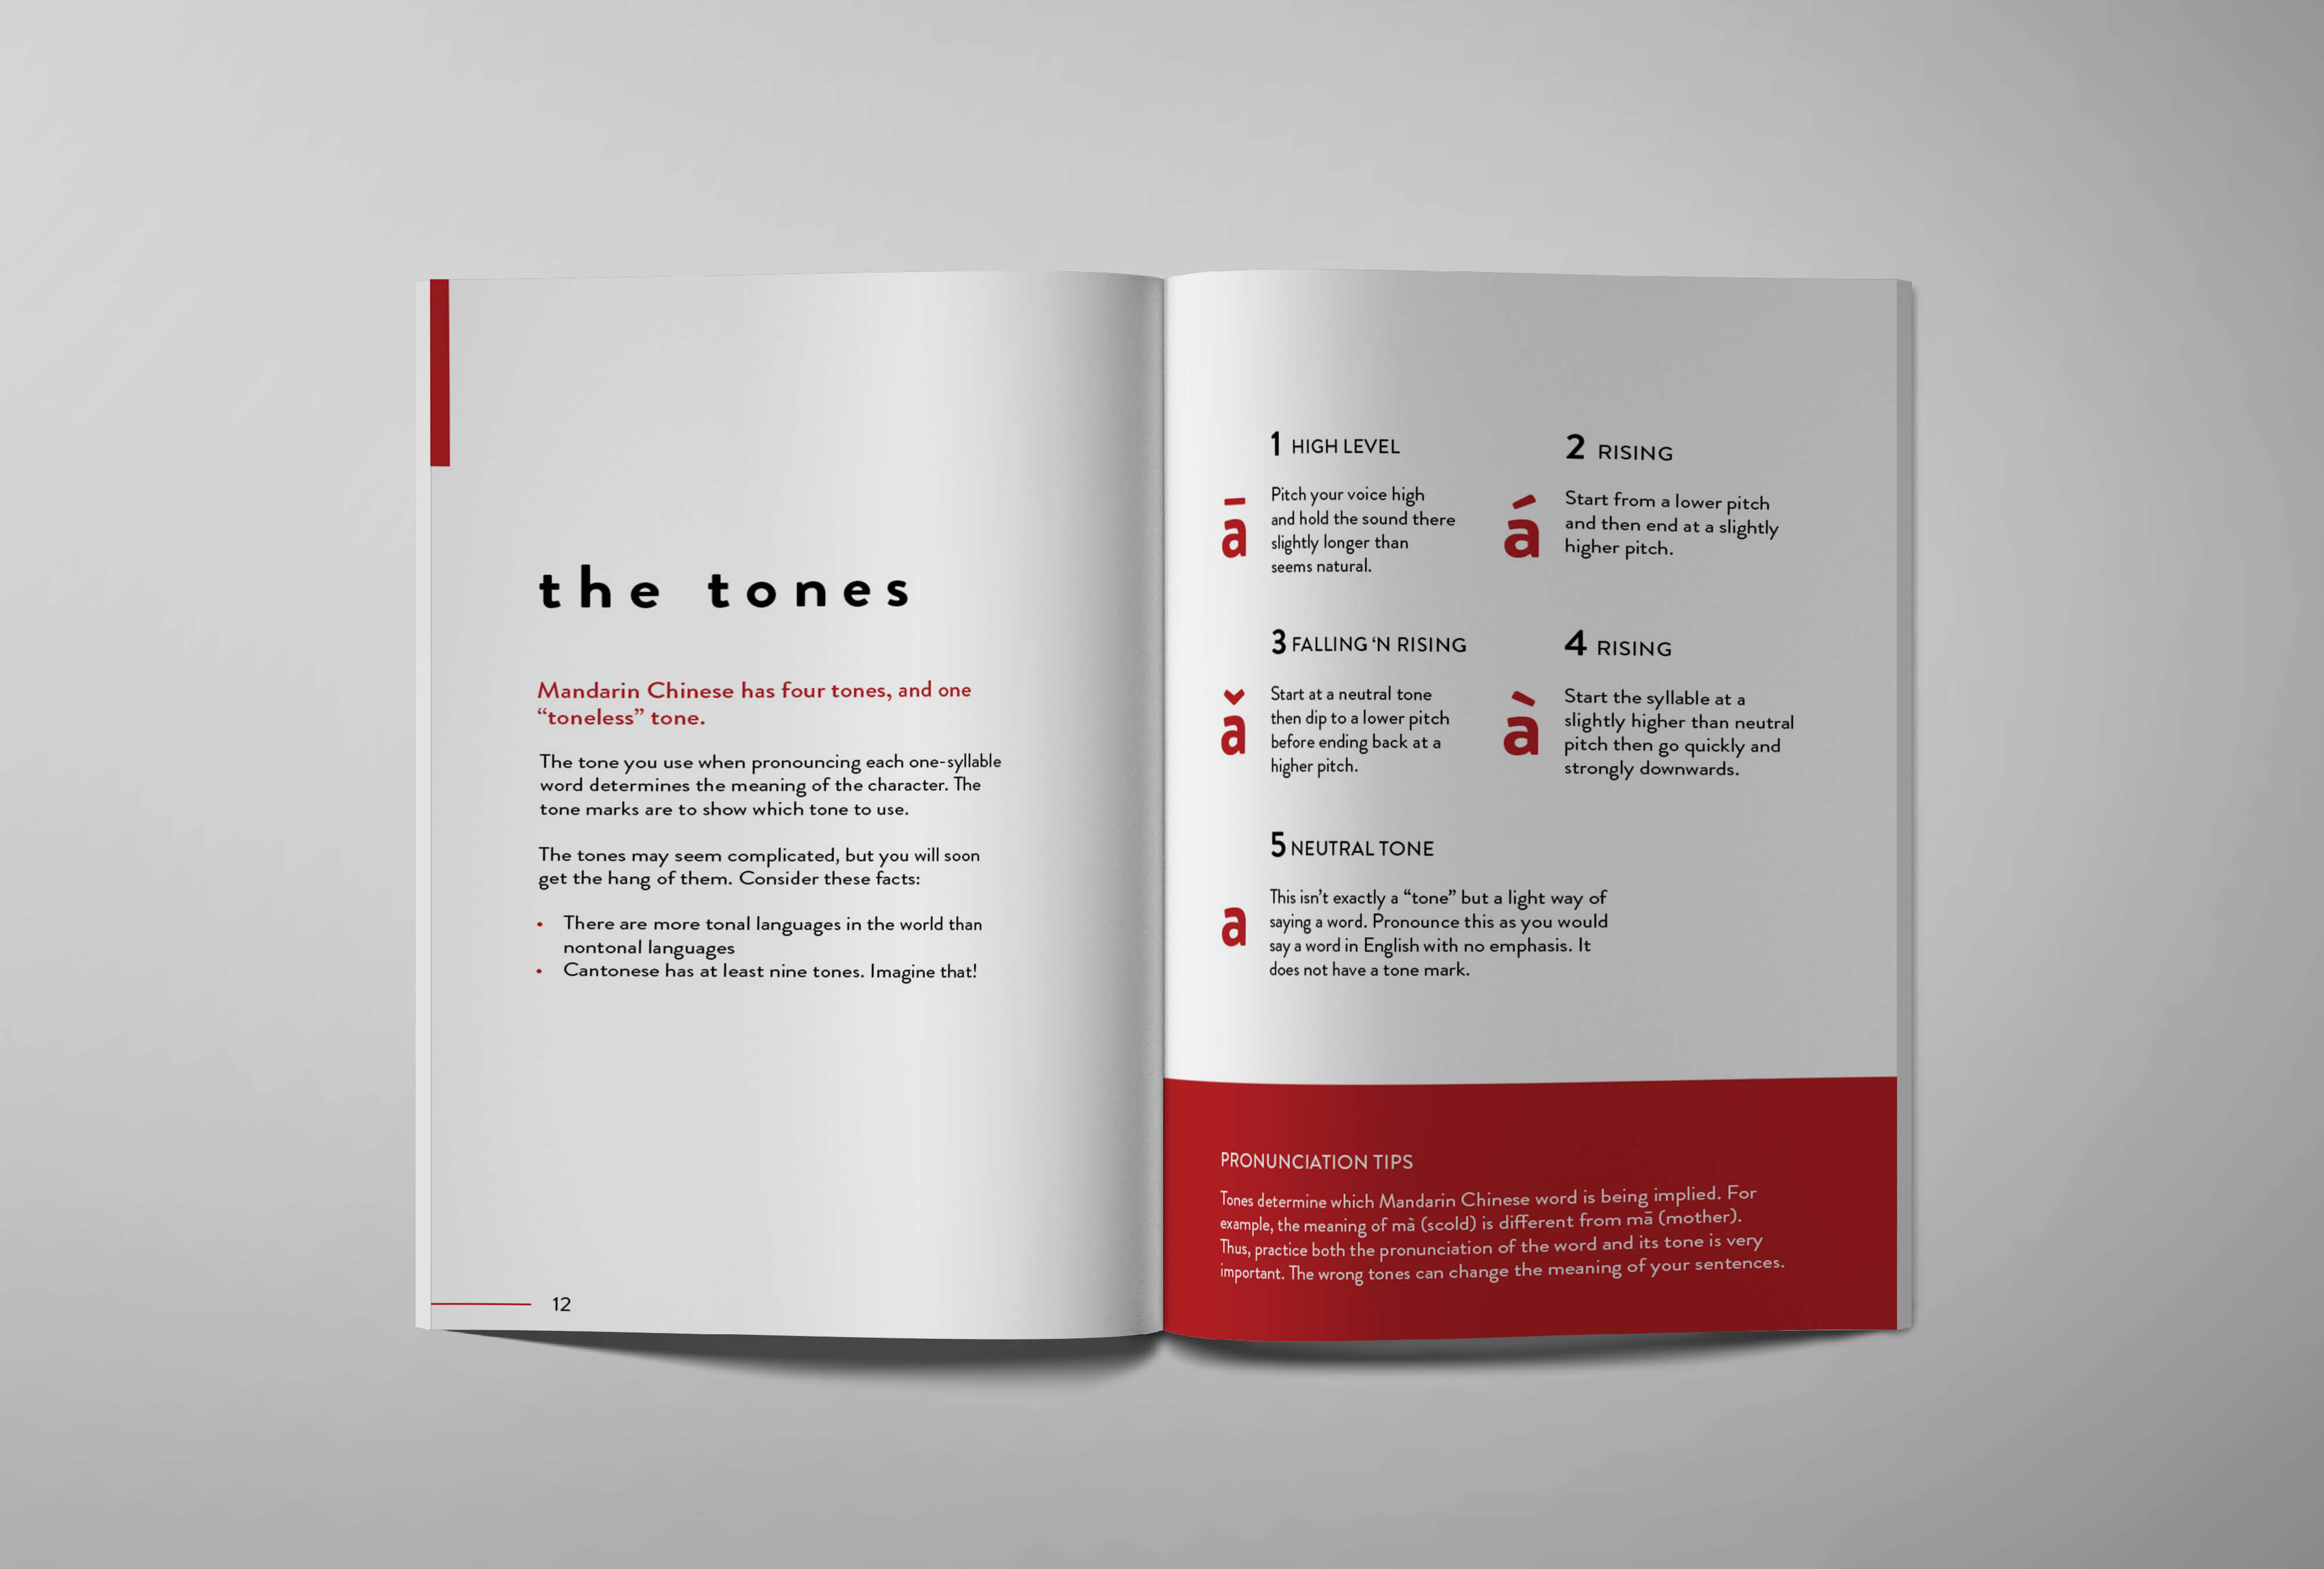 the tones
Mandarin Chinese has four tones, and one
“toneless” tone.
The tone you use when pronouncing each one-syllable
word determines the meaning of the character. The
tone marks are to show which tone to use.
The tones may seem complicated, but you will soon
get the hang of them. Consider these facts:
• There are more tonal languages in the world than
nontonal languages
• Cantonese has at least nine tones. Imagine that!
12
1 HIGH LEVEL
ā
Pitch your voice high
and hold the sound there
slightly longer than
seems natural.
2 RISING
á
Start from a lower pitch
and then end at a slightly
higher pitch.
3 FALLING ‘N RISING
ǎ
Start at a neutral tone
then dip to a lower pitch
before ending back at a
higher pitch.
4 RISING
à
Start the syllable at a
slightly higher than neutral
pitch then go quickly and
strongly downwards.
5 NEUTRAL TONE
a
This isn’t exactly a “tone” but a light way of
saying a word. Pronounce this as you would
say a word in English with no emphasis. It
does not have a tone mark.
PRONUNCIATION TIPS
Tones determine which Mandarin Chinese word is being implied. For
example, the meaning of mà (scold) is different from mā (mother).
Thus, practice both the pronunciation of the word and its tone is very
important. The wrong tones can change the meaning of your sentences.